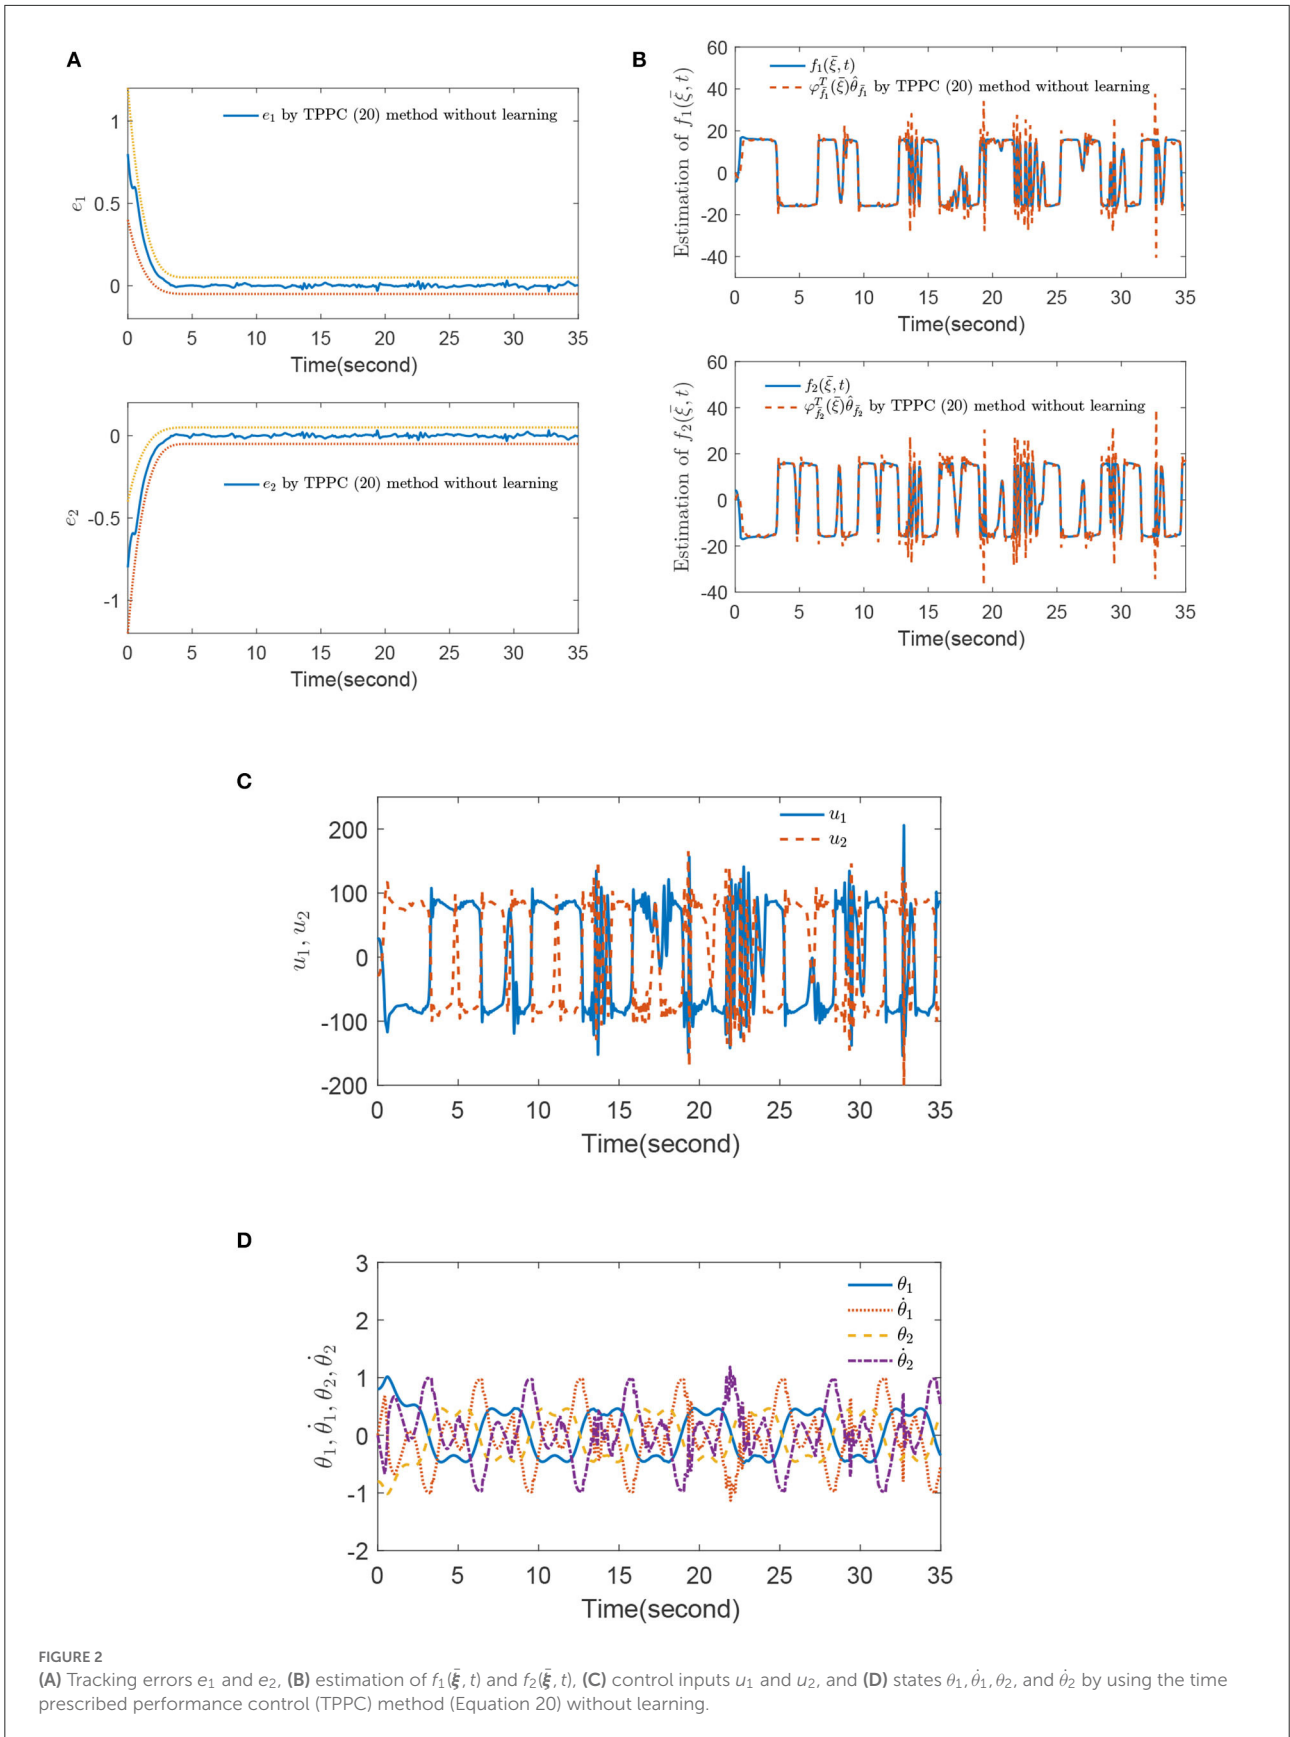 A
e₁ by TPPC (20) method without learning
1
0.5
0
e₁
0 5 10 15 20 25 30 35
Time(second)
e₂ by TPPC (20) method without learning
0
-0.5
-1
e₂
0 5 10 15 20 25 30 35
Time(second)
B
f₁(ξ̄, t)
φᵀ_f̄₁(ξ̄)θ̂_f̄₁ by TPPC (20) method without learning
60
40
20
0
-20
-40
Estimation of f₁(ξ̄, t)
0 5 10 15 20 25 30 35
Time(second)
f₂(ξ̄, t)
φᵀ_f̄₂(ξ̄)θ̂_f̄₂ by TPPC (20) method without learning
60
40
20
0
-20
-40
Estimation of f₂(ξ̄, t)
0 5 10 15 20 25 30 35
Time(second)
C
u₁
u₂
200
100
0
-100
-200
u₁, u₂
0 5 10 15 20 25 30 35
Time(second)
D
θ₁
θ̇₁
θ₂
θ̇₂
3
2
1
0
-1
-2
θ₁, θ̇₁, θ₂, θ̇₂
0 5 10 15 20 25 30 35
Time(second)
FIGURE 2
(A) Tracking errors e₁ and e₂, (B) estimation of f₁(ξ̄, t) and f₂(ξ̄, t), (C) control inputs u₁ and u₂, and (D) states θ₁, θ̇₁, θ₂, and θ̇₂ by using the time
prescribed performance control (TPPC) method (Equation 20) without learning.